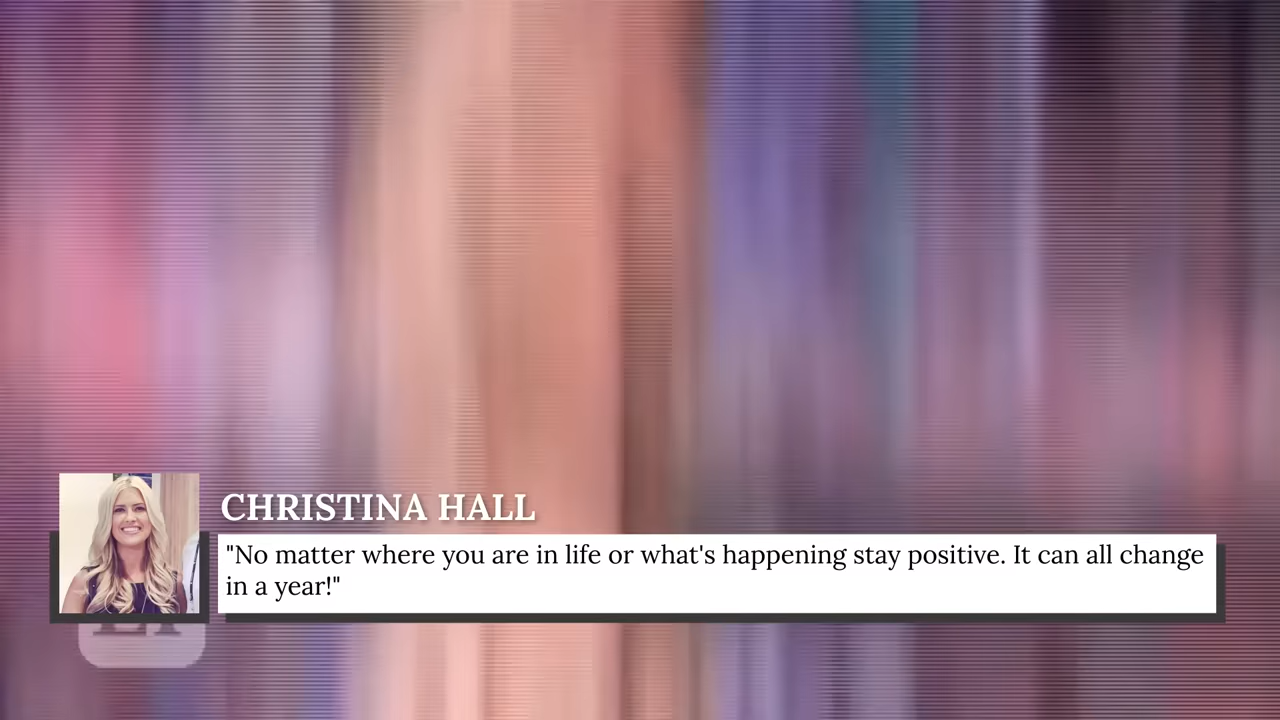 CHRISTINA HALL
"No matter where you are in life or what's happening stay positive. It can all change
in a year!"